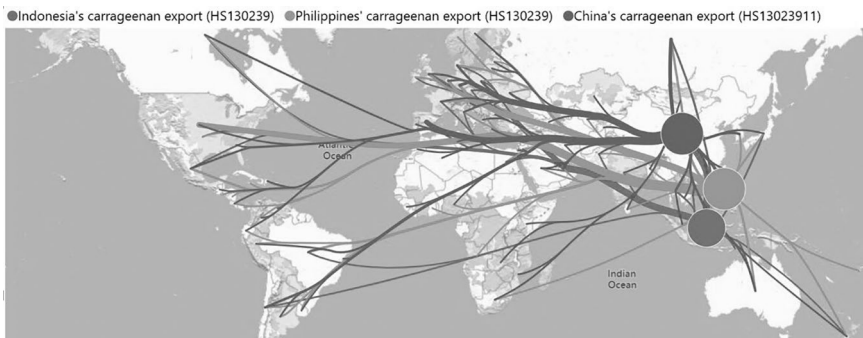 Indonesia's carrageenan export (HS130239) Philippines' carrageenan export (HS130239) China's carrageenan export (HS13023911)
Atlantic
Ocean
Indian
Ocean